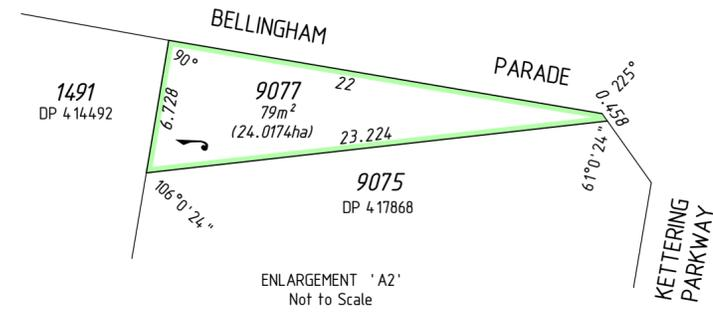 BELLINGHAM PARADE
225°
90°
22
0.458
1491
DP 414492
6.728
9077
79m²
(24.0174ha)
23.224
61°0'24"
106°0'24"
9075
DP 417868
KETTERING
PARKWAY
ENLARGEMENT 'A2'
Not to Scale